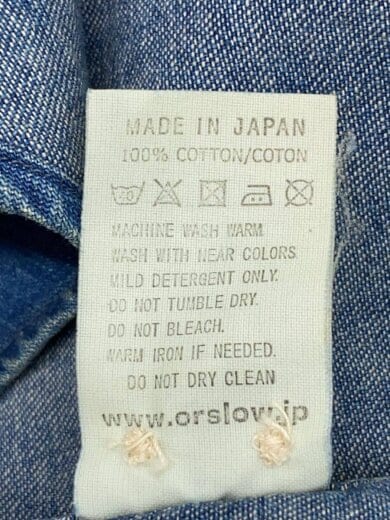 MADE IN JAPAN
100% COTTON/COTON
MACHINE WASH WARM
WASH WITH NEAR COLORS
MILD DETERGENT ONLY.
DO NOT TUMBLE DRY.
DO NOT BLEACH.
WARM IRON IF NEEDED.
DO NOT DRY CLEAN
www.orslow.jp